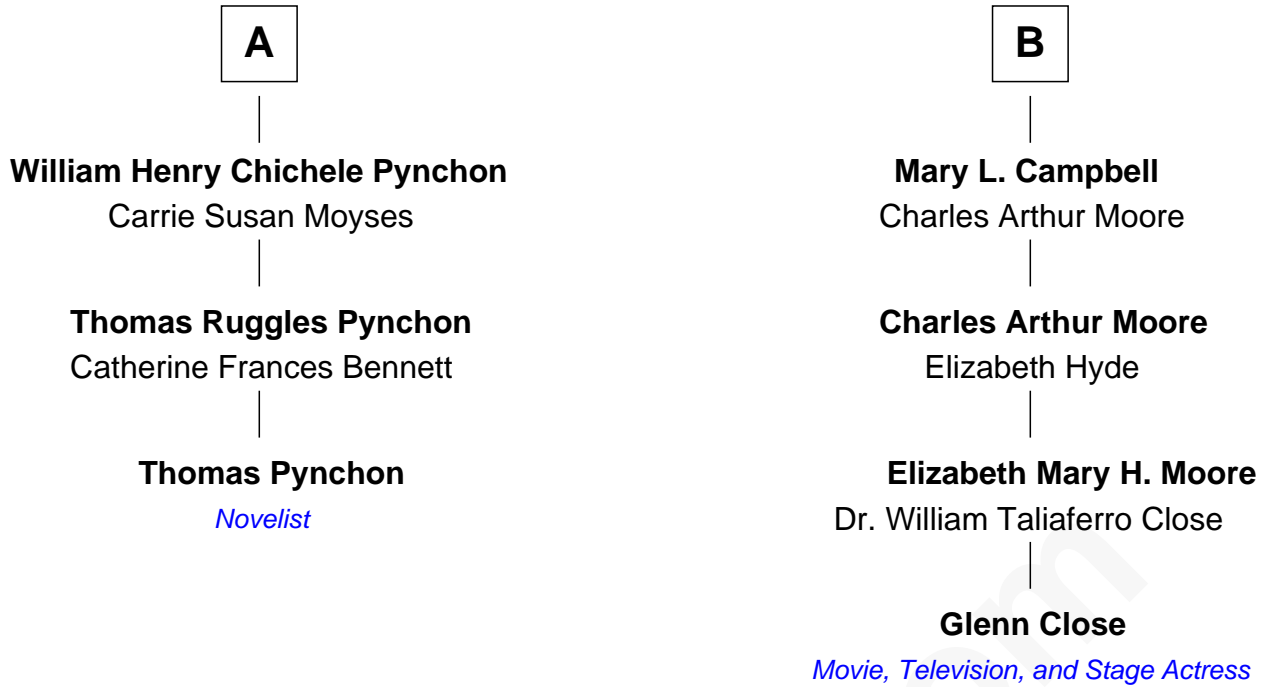 A
William Henry Chichele Pynchon
Carrie Susan Moyses
Thomas Ruggles Pynchon
Catherine Frances Bennett
Thomas Pynchon
Novelist
B
Mary L. Campbell
Charles Arthur Moore
Charles Arthur Moore
Elizabeth Hyde
Elizabeth Mary H. Moore
Dr. William Taliaferro Close
Glenn Close
Movie, Television, and Stage Actress